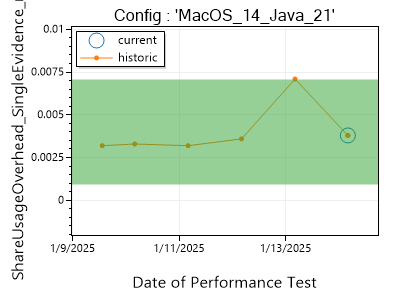 Config : 'MacOS_14_Java_21'
ShareUsageOverhead_SingleEvidence_
0.01
0.0075
0.005
0.0025
0
current
historic
1/9/2025
1/11/2025
1/13/2025
Date of Performance Test